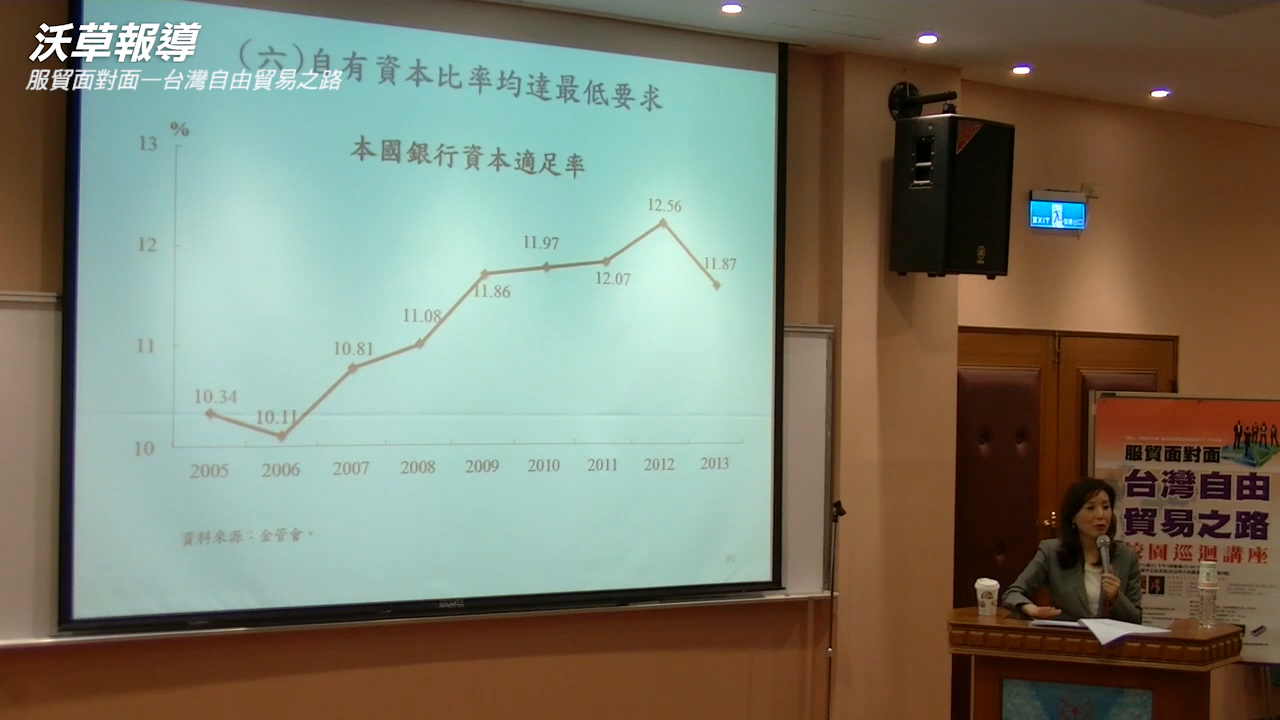 沃草報導
服貿面對面—台灣自由貿易之路
(六)自有資本比率均達最低要求
本國銀行資本適足率
%
13
12
11
10
10.34
10.11
10.81
11.08
11.86
11.97
12.07
12.56
11.87
2005 2006 2007 2008 2009 2010 2011 2012 2013
資料來源：金管會。
30
EXIT
服貿面對面
台灣自由
貿易之路
校園巡迴講座